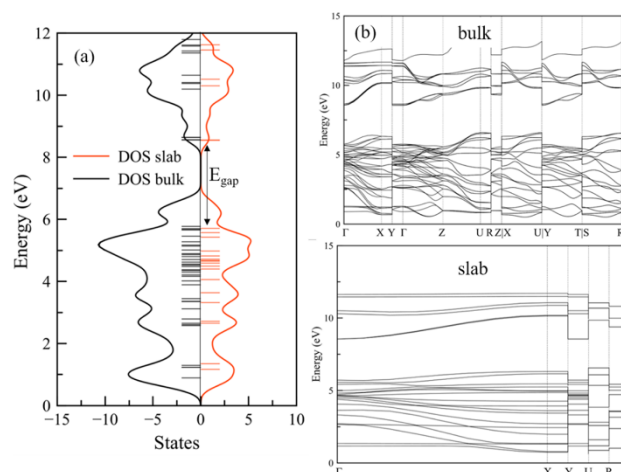 (a)
12
10
8
6
4
2
0
Energy (eV)
DOS slab
DOS bulk
E_gap
-15 -10 -5 0 5 10
States
(b) bulk
15
10
5
0
Energy (eV)
Γ X Y Γ Z U R Z|X U|Y T|S R
slab
15
10
5
0
Energy (eV)
Γ X Y U R